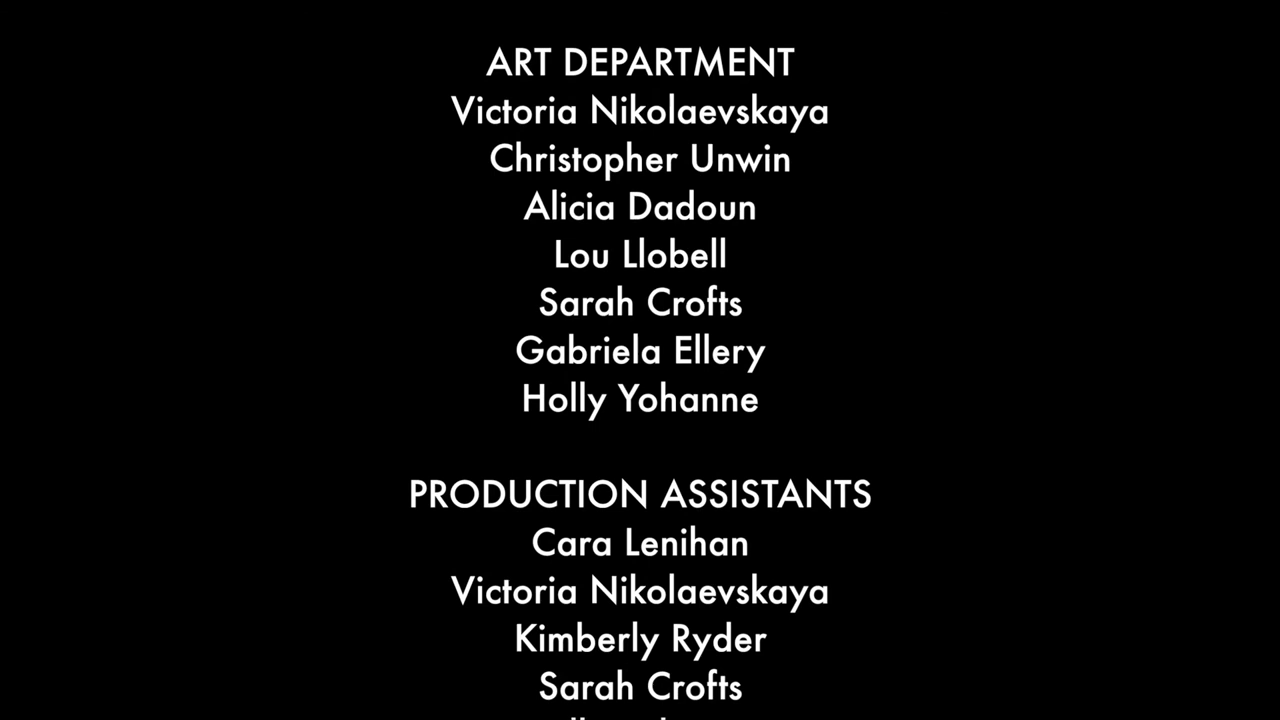 ART DEPARTMENT
Victoria Nikolaevskaya
Christopher Unwin
Alicia Dadoun
Lou Llobell
Sarah Crofts
Gabriela Ellery
Holly Yohanne
PRODUCTION ASSISTANTS
Cara Lenihan
Victoria Nikolaevskaya
Kimberly Ryder
Sarah Crofts